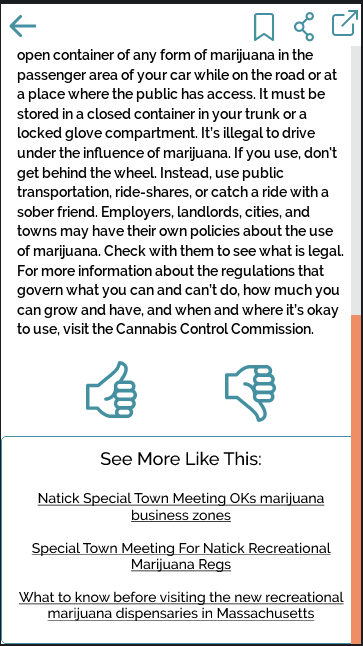 open container of any form of marijuana in the
passenger area of your car while on the road or at
a place where the public has access. It must be
stored in a closed container in your trunk or a
locked glove compartment. It's illegal to drive
under the influence of marijuana. If you use, don't
get behind the wheel. Instead, use public
transportation, ride-shares, or catch a ride with a
sober friend. Employers, landlords, cities, and
towns may have their own policies about the use
of marijuana. Check with them to see what is legal.
For more information about the regulations that
govern what you can and can't do, how much you
can grow and have, and when and where it's okay
to use, visit the Cannabis Control Commission.
See More Like This:
Natick Special Town Meeting OKs marijuana
business zones
Special Town Meeting For Natick Recreational
Marijuana Regs
What to know before visiting the new recreational
marijuana dispensaries in Massachusetts